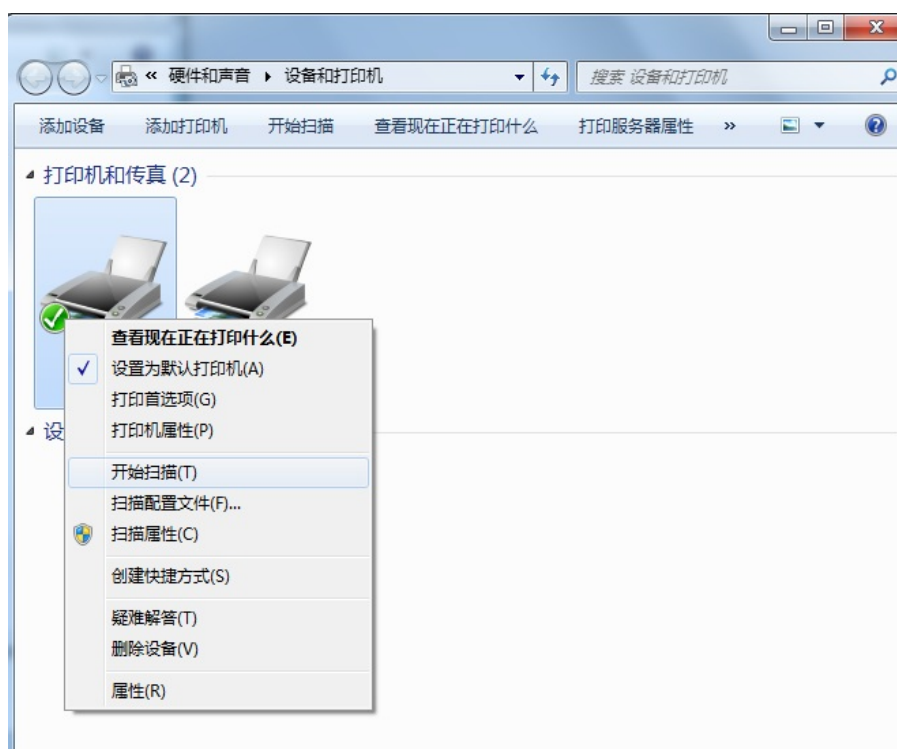 « 硬件和声音 ▸ 设备和打印机
搜索 设备和打印机
添加设备 添加打印机 开始扫描 查看现在正在打印什么 打印服务器属性 »
打印机和传真 (2)
查看现在正在打印什么(E)
设置为默认打印机(A)
打印首选项(G)
打印机属性(P)
设
开始扫描(T)
扫描配置文件(F)...
扫描属性(C)
创建快捷方式(S)
疑难解答(T)
删除设备(V)
属性(R)